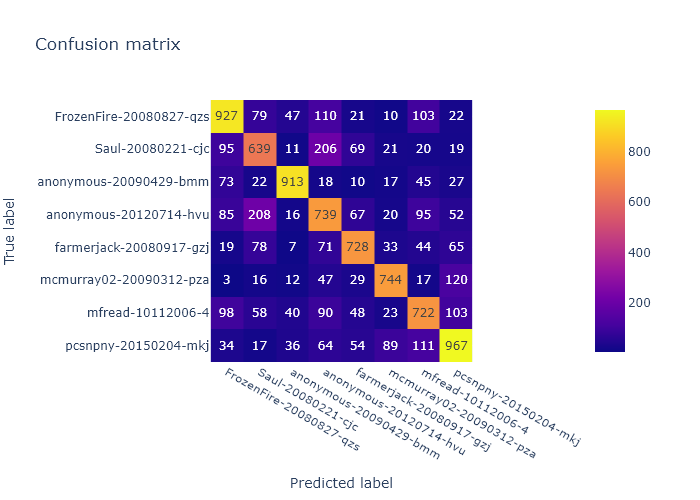 Confusion matrix
True label
FrozenFire-20080827-qzs 927 79 47 110 21 10 103 22
Saul-20080221-cjc 95 639 11 206 69 21 20 19
anonymous-20090429-bmm 73 22 913 18 10 17 45 27
anonymous-20120714-hvu 85 208 16 739 67 20 95 52
farmerjack-20080917-gzj 19 78 7 71 728 33 44 65
mcmurray02-20090312-pza 3 16 12 47 29 744 17 120
mfread-10112006-4 98 58 40 90 48 23 722 103
pcsnpny-20150204-mkj 34 17 36 64 54 89 111 967
FrozenFire-20080827-qzs
Saul-20080221-cjc
anonymous-20090429-bmm
anonymous-20120714-hvu
farmerjack-20080917-gzj
mcmurray02-20090312-pza
mfread-10112006-4
pcsnpny-20150204-mkj
Predicted label
800
600
400
200